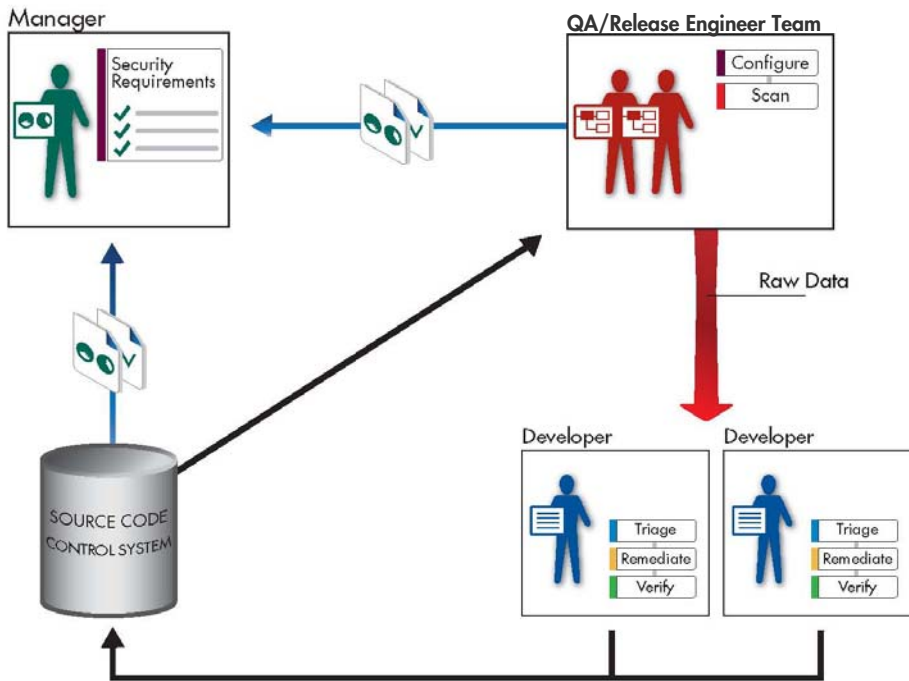 Manager
Security
Requirements
QA/Release Engineer Team
Configure
Scan
Raw Data
Developer
Triage
Remediate
Verify
Developer
Triage
Remediate
Verify
SOURCE CODE
CONTROL SYSTEM